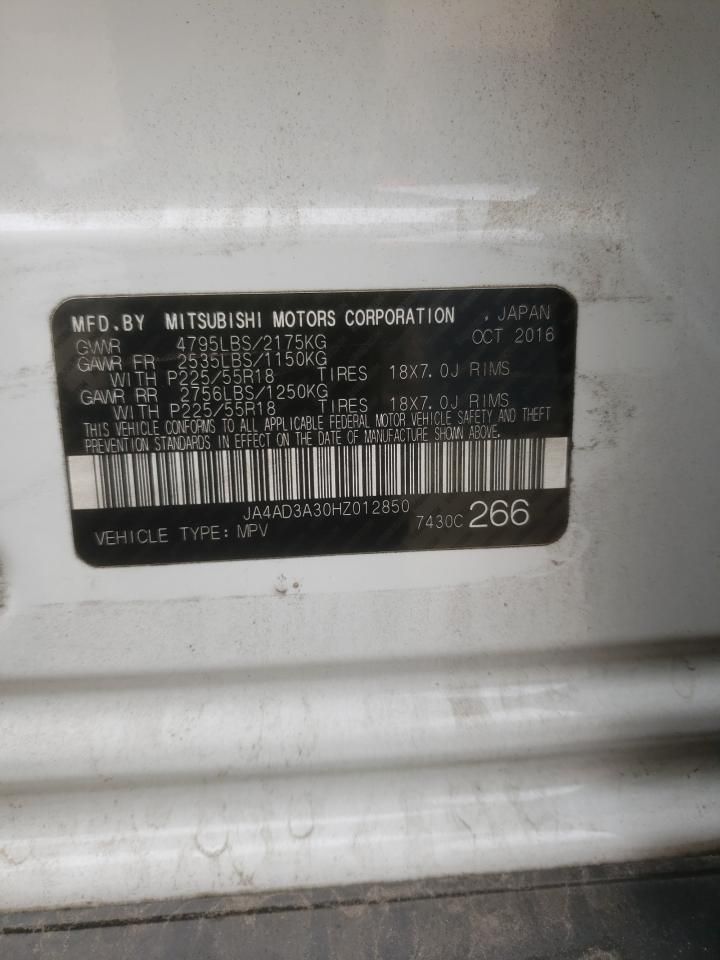 MFD.BY MITSUBISHI MOTORS CORPORATION , JAPAN
GVWR 4795LBS/2175KG OCT 2016
GAWR FR 2535LBS/1150KG
WITH P225/55R18 TIRES 18X7.0J RIMS
GAWR RR 2756LBS/1250KG
WITH P225/55R18 TIRES 18X7.0J RIMS
THIS VEHICLE CONFORMS TO ALL APPLICABLE FEDERAL MOTOR VEHICLE SAFETY AND THEFT
PREVENTION STANDARDS IN EFFECT ON THE DATE OF MANUFACTURE SHOWN ABOVE.
JA4AD3A30HZ012850
VEHICLE TYPE: MPV 7430C 266